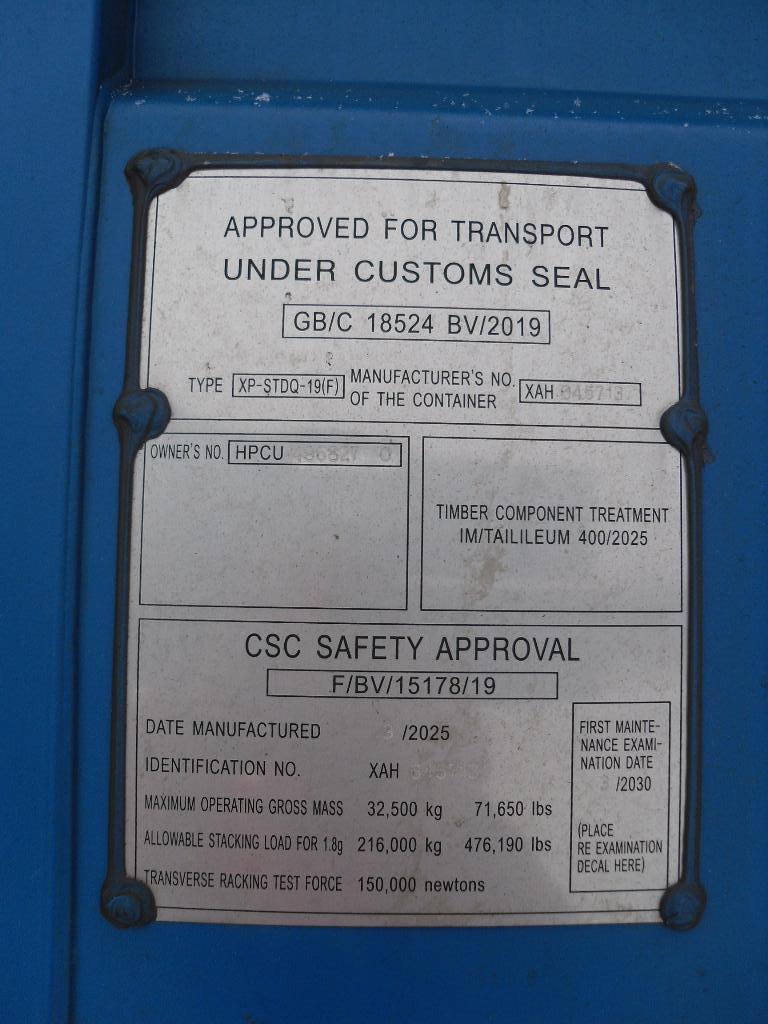 APPROVED FOR TRANSPORT
UNDER CUSTOMS SEAL
GB/C 18524 BV/2019
TYPE XP-STDQ-19(F) MANUFACTURER'S NO.
OF THE CONTAINER XAH
OWNER'S NO. HPCU
TIMBER COMPONENT TREATMENT
IM/TAILILEUM 400/2025
CSC SAFETY APPROVAL
F/BV/15178/19
DATE MANUFACTURED 3 /2025
IDENTIFICATION NO. XAH
MAXIMUM OPERATING GROSS MASS 32,500 kg 71,650 lbs
ALLOWABLE STACKING LOAD FOR 1.8g 216,000 kg 476,190 lbs
TRANSVERSE RACKING TEST FORCE 150,000 newtons
FIRST MAINTE-
NANCE EXAMI-
NATION DATE
3 /2030
(PLACE
RE EXAMINATION
DECAL HERE)